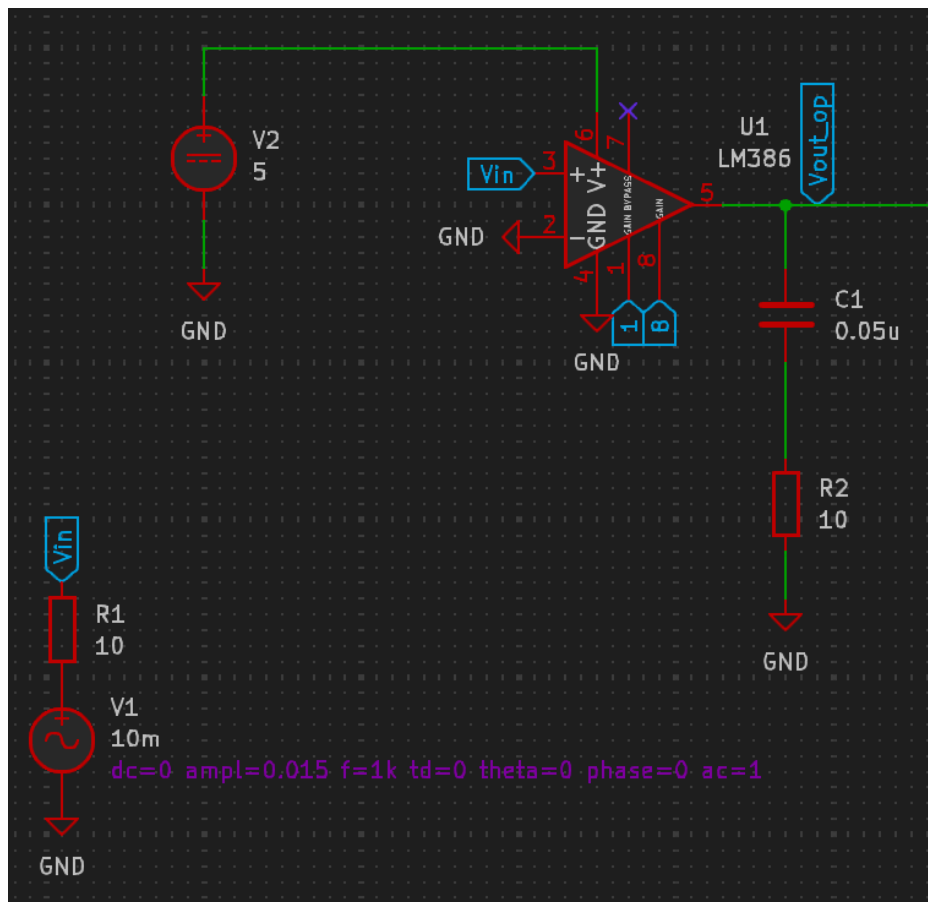 V2
5
GND
Vin
3
2
GND
6
7
+
V+
GAIN BYPASS
GAIN
-
GND
4
1
8
5
GND
1
8
U1
LM386
Vout_op
C1
0.05u
R2
10
GND
Vin
R1
10
V1
10m
dc=0 ampl=0.015 f=1k td=0 theta=0 phase=0 ac=1
GND